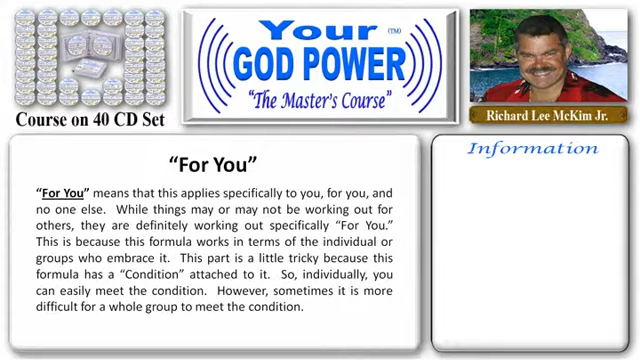 Your (TM)
GOD POWER
"The Master's Course"
Course on 40 CD Set
Richard Lee McKim Jr.
"For You"
"For You" means that this applies specifically to you, for you, and
no one else. While things may or may not be working out for
others, they are definitely working out specifically "For You."
This is because this formula works in terms of the individual or
groups who embrace it. This part is a little tricky because this
formula has a "Condition" attached to it. So, individually, you
can easily meet the condition. However, sometimes it is more
difficult for a whole group to meet the condition.
Information